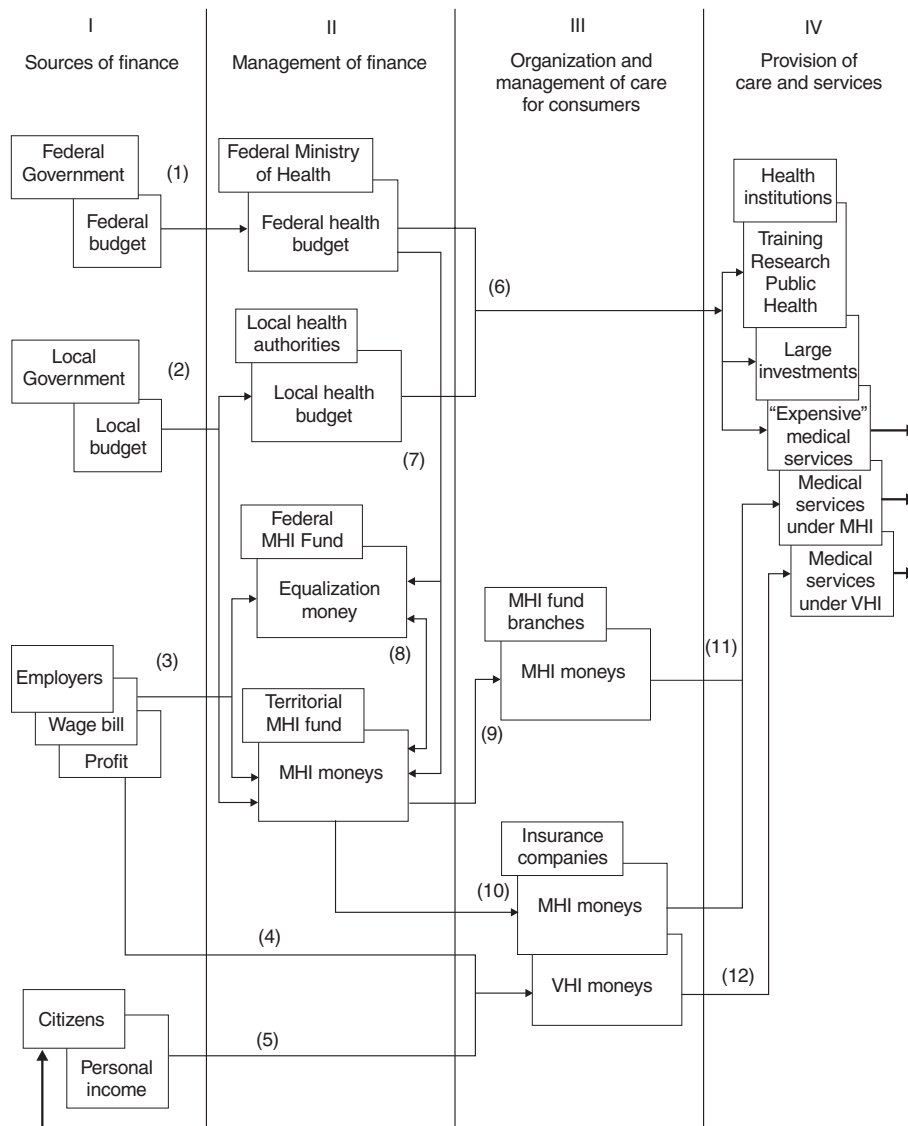 I
Sources of finance
II
Management of finance
III
Organization and
management of care
for consumers
IV
Provision of
care and services
Federal
Government
(1)
Federal
budget
Federal Ministry
of Health
Federal health
budget
Local
Government
(2)
Local
budget
Local health
authorities
Local health
budget
(6)
(7)
Health
institutions
Training
Research
Public
Health
Large
investments
“Expensive”
medical
services
Medical
services
under MHI
Medical
services
under VHI
Federal
MHI Fund
Equalization
money
(8)
Employers
(3)
Wage bill
Profit
Territorial
MHI fund
MHI moneys
(9)
MHI fund
branches
MHI moneys
(11)
Insurance
companies
(10)
MHI moneys
(4)
VHI moneys
(12)
Citizens
(5)
Personal
income